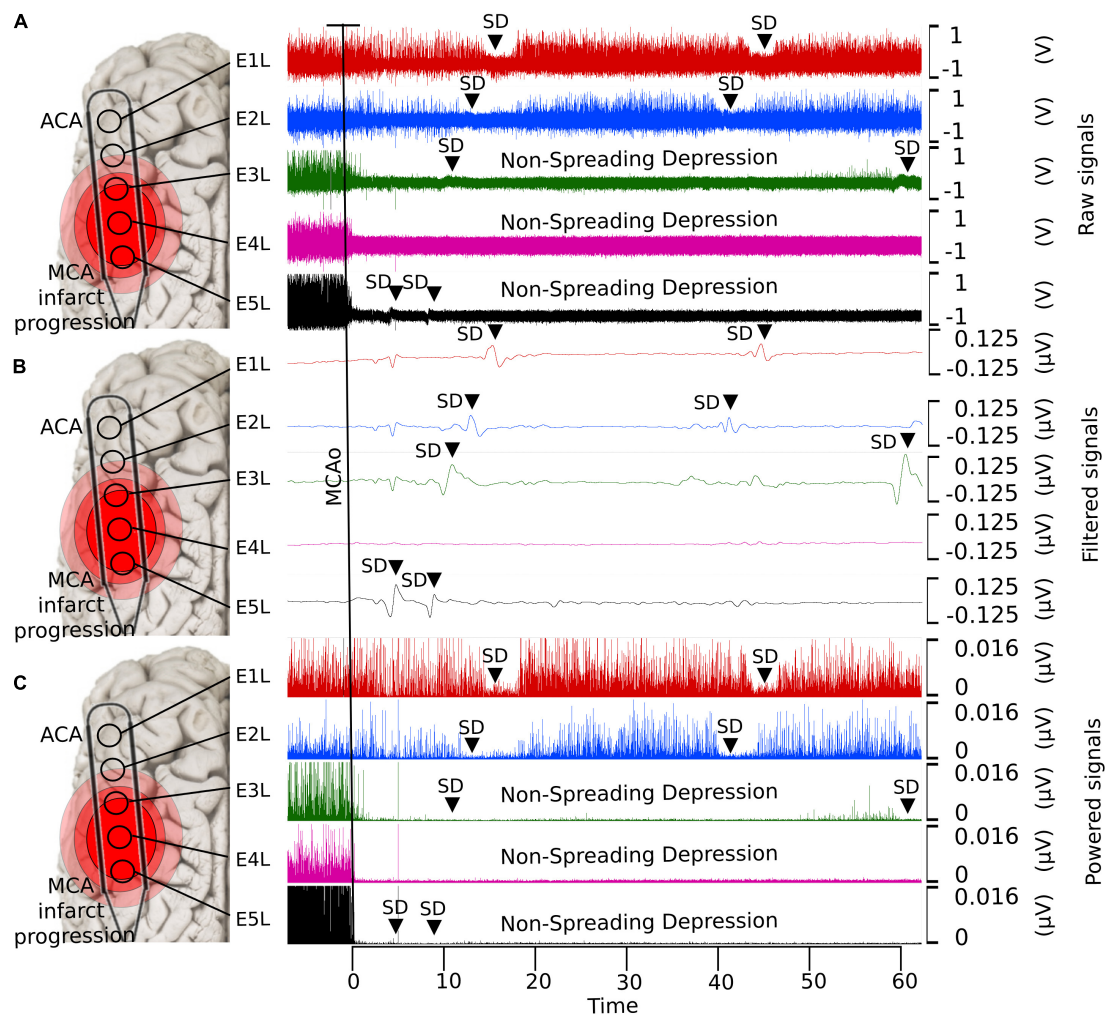 A
SD
SD
1
E1L
-1
(V)
SD
SD
1
ACA
E2L
-1
(V)
SD
Non-Spreading Depression
SD
1
E3L
-1
(V)
Non-Spreading Depression
1
E4L
-1
(V)
MCA
infarct
progression
SD
SD
Non-Spreading Depression
1
E5L
-1
(V)
Raw signals
B
SD
SD
0.125
E1L
-0.125
(µV)
SD
SD
0.125
ACA
E2L
-0.125
(µV)
SD
SD
0.125
E3L
-0.125
(µV)
MCAo
0.125
E4L
-0.125
(µV)
MCA
infarct
progression
SD
SD
0.125
E5L
-0.125
(µV)
Filtered signals
C
SD
SD
0.016
E1L
0
(µV)
SD
SD
0.016
ACA
E2L
0
(µV)
SD
Non-Spreading Depression
SD
0.016
E3L
0
(µV)
Non-Spreading Depression
0.016
E4L
0
(µV)
MCA
infarct
progression
SD
SD
Non-Spreading Depression
0.016
E5L
0
(µV)
Powered signals
0 10 20 30 40 50 60
Time